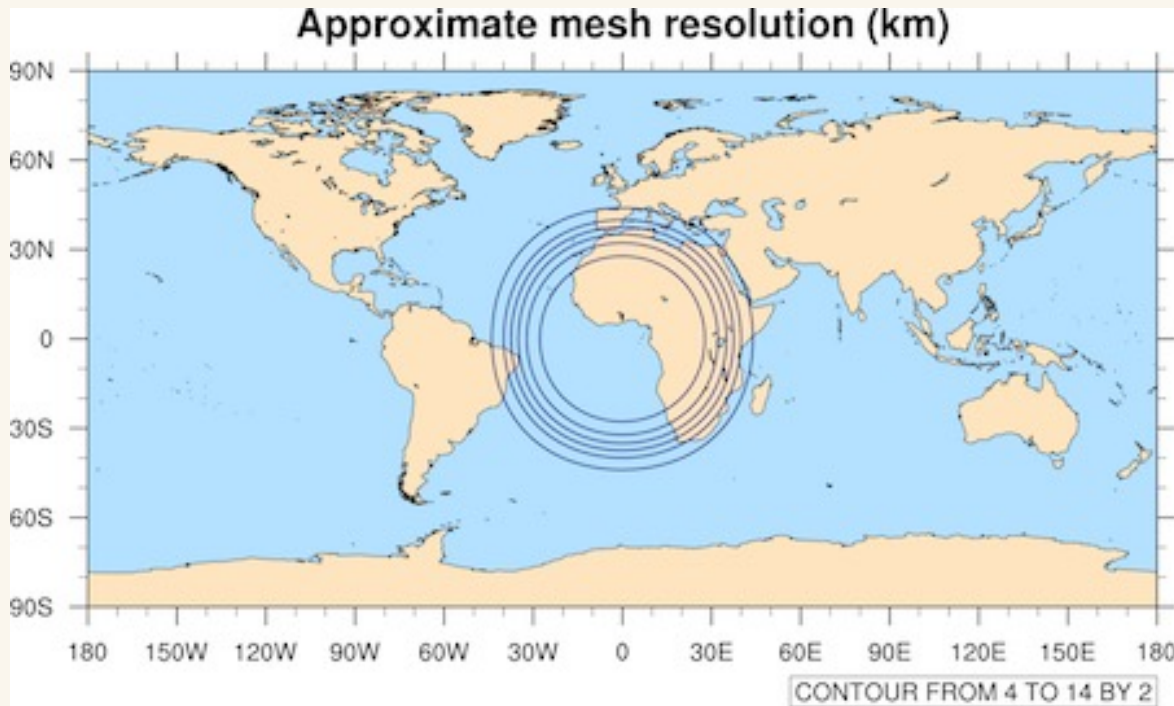 Approximate mesh resolution (km)
90N
60N
30N
0
30S
60S
90S
180 150W 120W 90W 60W 30W 0 30E 60E 90E 120E 150E 180
CONTOUR FROM 4 TO 14 BY 2